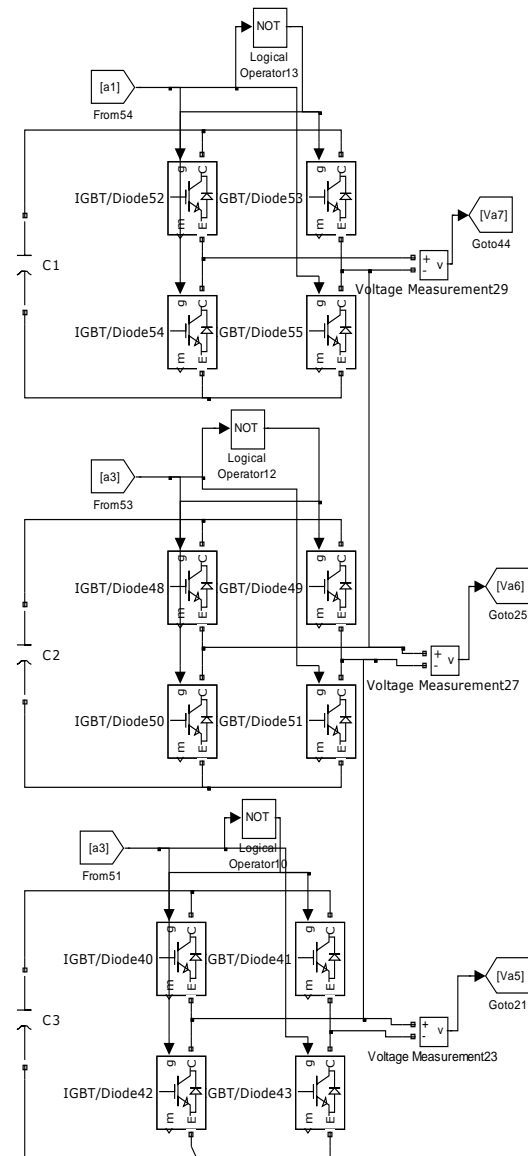 NOT
Logical
Operator13
[a1]
From54
g
C
g
C
IGBT/Diode52
GBT/Diode53
m
E
m
E
[Va7]
Goto44
C1
+
-
v
Voltage Measurement29
g
C
g
C
IGBT/Diode54
GBT/Diode55
m
E
m
E
NOT
Logical
Operator12
[a3]
From53
g
C
g
C
IGBT/Diode48
GBT/Diode49
m
E
m
E
[Va6]
Goto25
C2
+
-
v
Voltage Measurement27
g
C
g
C
IGBT/Diode50
GBT/Diode51
m
E
m
E
NOT
Logical
Operator10
[a3]
From51
g
C
g
C
IGBT/Diode40
GBT/Diode41
m
E
m
E
[Va5]
Goto21
C3
+
-
v
Voltage Measurement23
g
C
g
C
IGBT/Diode42
GBT/Diode43
m
E
m
E